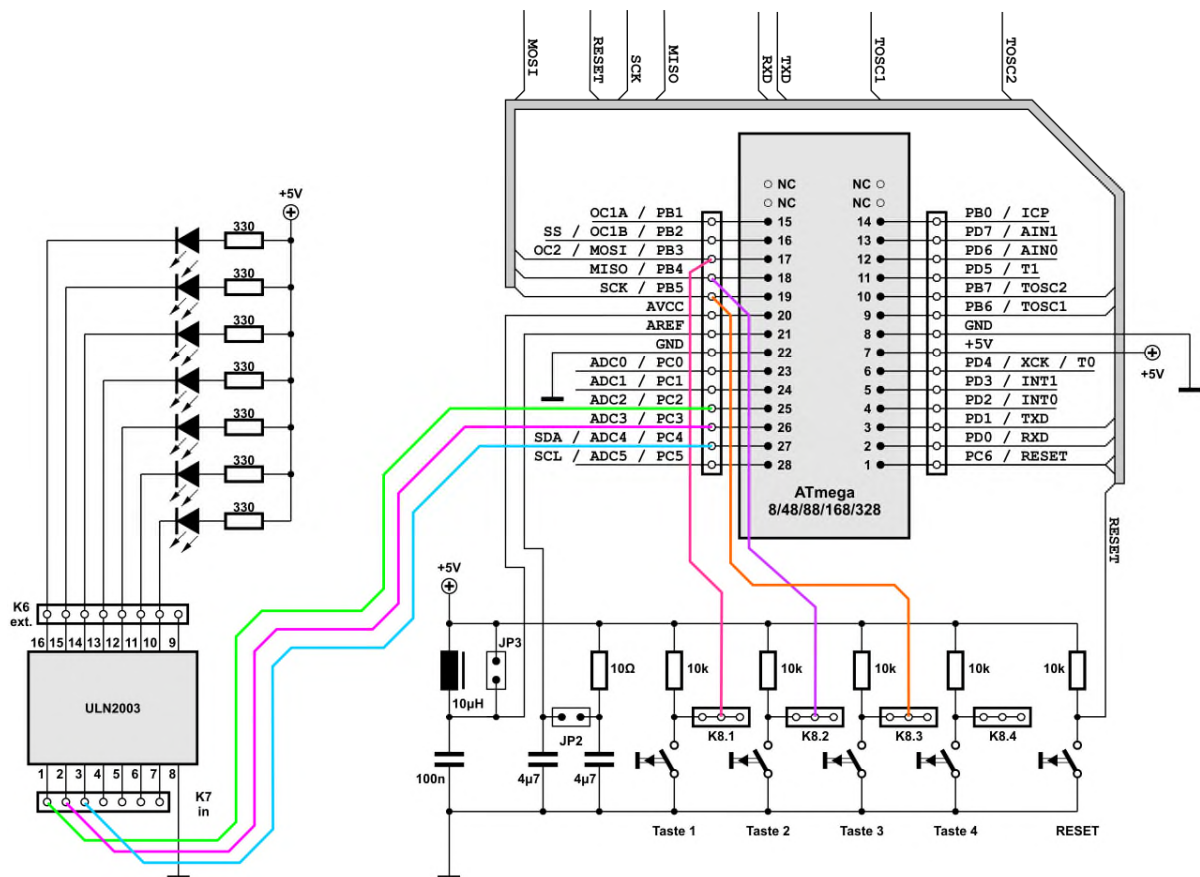 MOSI
RESET
SCK
MISO
RXD
TXD
TOSC1
TOSC2
NC NC
NC NC
OC1A / PB1 15 14 PB0 / ICP
SS / OC1B / PB2 16 13 PD7 / AIN1
OC2 / MOSI / PB3 17 12 PD6 / AIN0
MISO / PB4 18 11 PD5 / T1
SCK / PB5 19 10 PB7 / TOSC2
AVCC 20 9 PB6 / TOSC1
AREF 21 8 GND
GND 22 7 +5V
ADC0 / PC0 23 6 PD4 / XCK / T0
ADC1 / PC1 24 5 PD3 / INT1
ADC2 / PC2 25 4 PD2 / INT0
ADC3 / PC3 26 3 PD1 / TXD
SDA / ADC4 / PC4 27 2 PD0 / RXD
SCL / ADC5 / PC5 28 1 PC6 / RESET
+5V
ATmega
8/48/88/168/328
RESET
+5V
330
330
330
330
330
330
330
K6
ext.
16 15 14 13 12 11 10 9
ULN2003
1 2 3 4 5 6 7 8
K7
in
+5V
JP3
10µH
10Ω
10k
10k
10k
10k
10k
JP2
K8.1
K8.2
K8.3
K8.4
100n
4µ7
4µ7
Taste 1
Taste 2
Taste 3
Taste 4
RESET